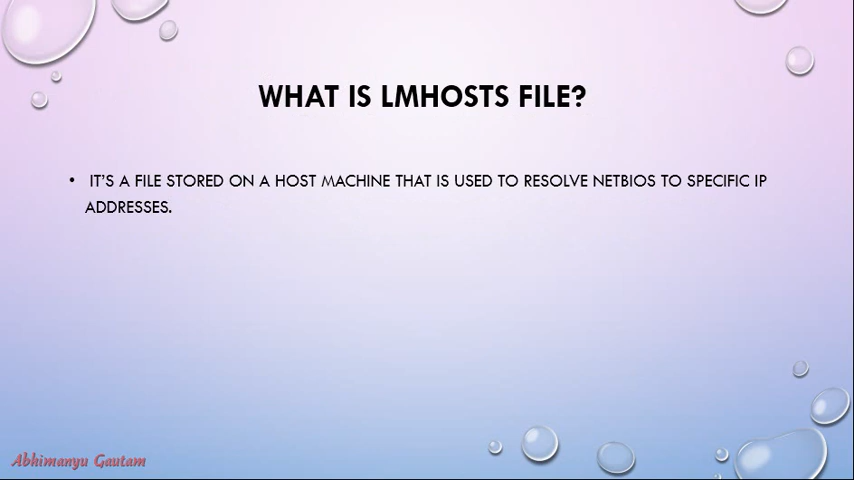 WHAT IS LMHOSTS FILE?
• IT'S A FILE STORED ON A HOST MACHINE THAT IS USED TO RESOLVE NETBIOS TO SPECIFIC IP
ADDRESSES.
Abhimanyu Gautam